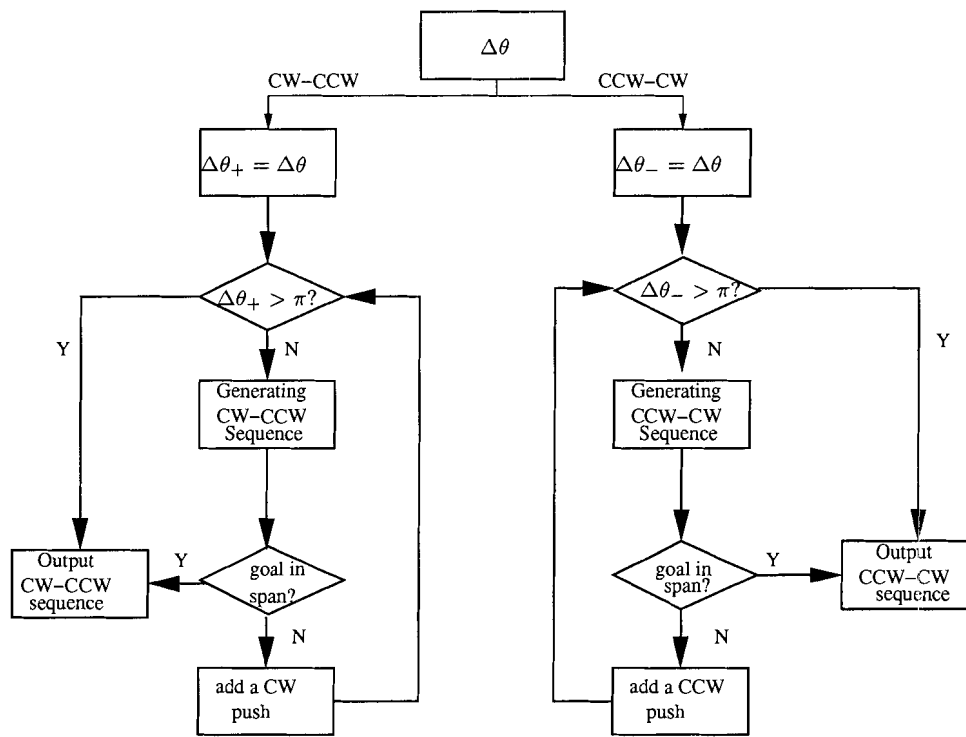 Δθ
CW–CCW
CCW–CW
Δθ₊ = Δθ
Δθ₋ = Δθ
Δθ₊ > π?
Δθ₋ > π?
Y
N
N
Y
Generating
CW–CCW
Sequence
Generating
CCW–CW
Sequence
Output
CW–CCW
sequence
Y
goal in
span?
goal in
span?
Y
Output
CCW–CW
sequence
N
N
add a CW
push
add a CCW
push